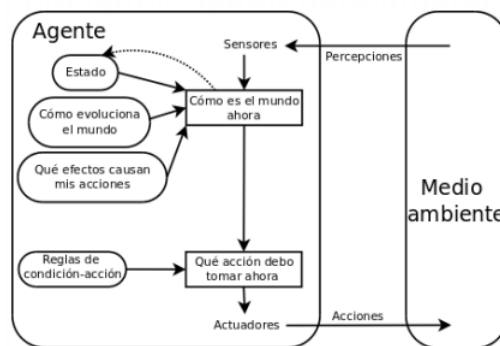 Agente
Sensores
Percepciones
Estado
Cómo es el mundo
ahora
Cómo evoluciona
el mundo
Qué efectos causan
mis acciones
Medio
ambiente
Reglas de
condición-acción
Qué acción debo
tomar ahora
Actuadores
Acciones